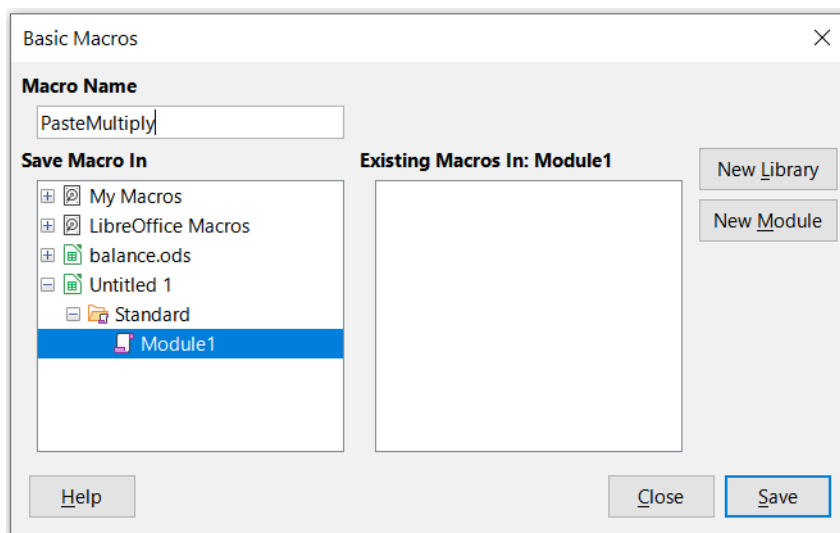 Basic Macros
Macro Name
PasteMultiply
Save Macro In
Existing Macros In: Module1
My Macros
LibreOffice Macros
balance.ods
Untitled 1
Standard
Module1
New Library
New Module
Help
Close
Save